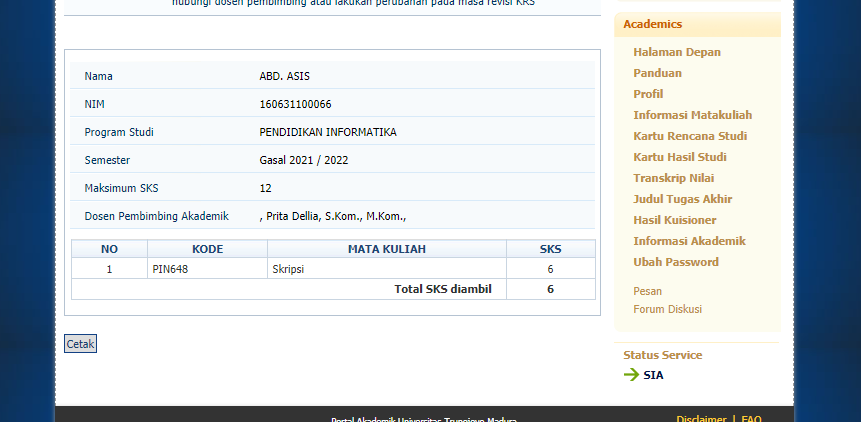 hubungi dosen pembimbing atau lakukan perubahan pada masa revisi KRS
Nama ABD. ASIS
NIM 160631100066
Program Studi PENDIDIKAN INFORMATIKA
Semester Gasal 2021 / 2022
Maksimum SKS 12
Dosen Pembimbing Akademik , Prita Dellia, S.Kom., M.Kom.,
NO KODE MATA KULIAH SKS
1 PIN648 Skripsi 6
Total SKS diambil 6
Cetak
Academics
Halaman Depan
Panduan
Profil
Informasi Matakuliah
Kartu Rencana Studi
Kartu Hasil Studi
Transkrip Nilai
Judul Tugas Akhir
Hasil Kuisioner
Informasi Akademik
Ubah Password
Pesan
Forum Diskusi
Status Service
SIA
Portal Akademik Universitas Trunojoyo Madura
Disclaimer | FAQ